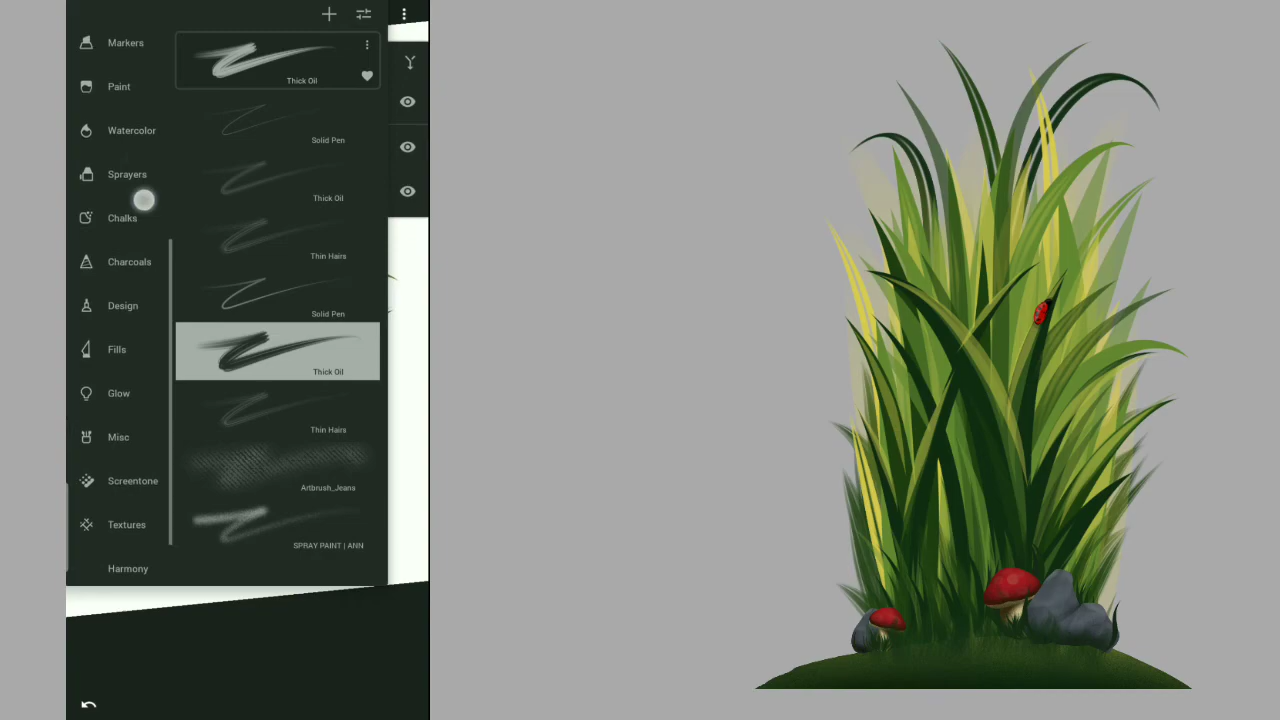 Markers
Paint
Watercolor
Sprayers
Chalks
Charcoals
Design
Fills
Glow
Misc
Screentone
Textures
Harmony
Thick Oil
Solid Pen
Thick Oil
Thin Hairs
Solid Pen
Thick Oil
Thin Hairs
Artbrush_Jeans
SPRAY PAINT | ANN